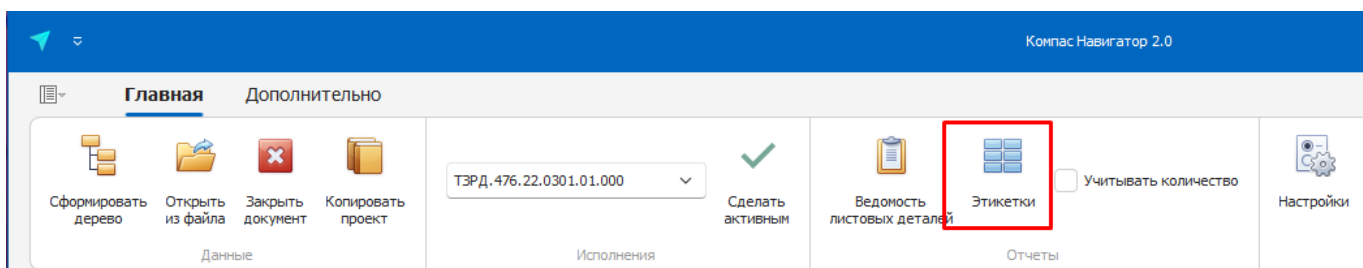 Компас Навигатор 2.0
Главная Дополнительно
Сформировать дерево
Открыть из файла
Закрыть документ
Копировать проект
ТЗРД.476.22.0301.01.000
Сделать активным
Ведомость листовых деталей
Этикетки
Учитывать количество
Настройки
Данные
Исполнения
Отчеты